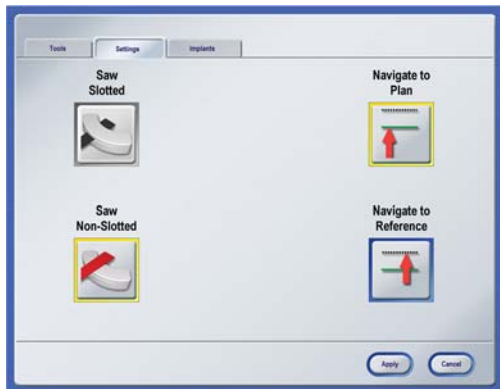 Tools
Settings
Implants
Saw
Slotted
Navigate to
Plan
Saw
Non-Slotted
Navigate to
Reference
Apply
Cancel